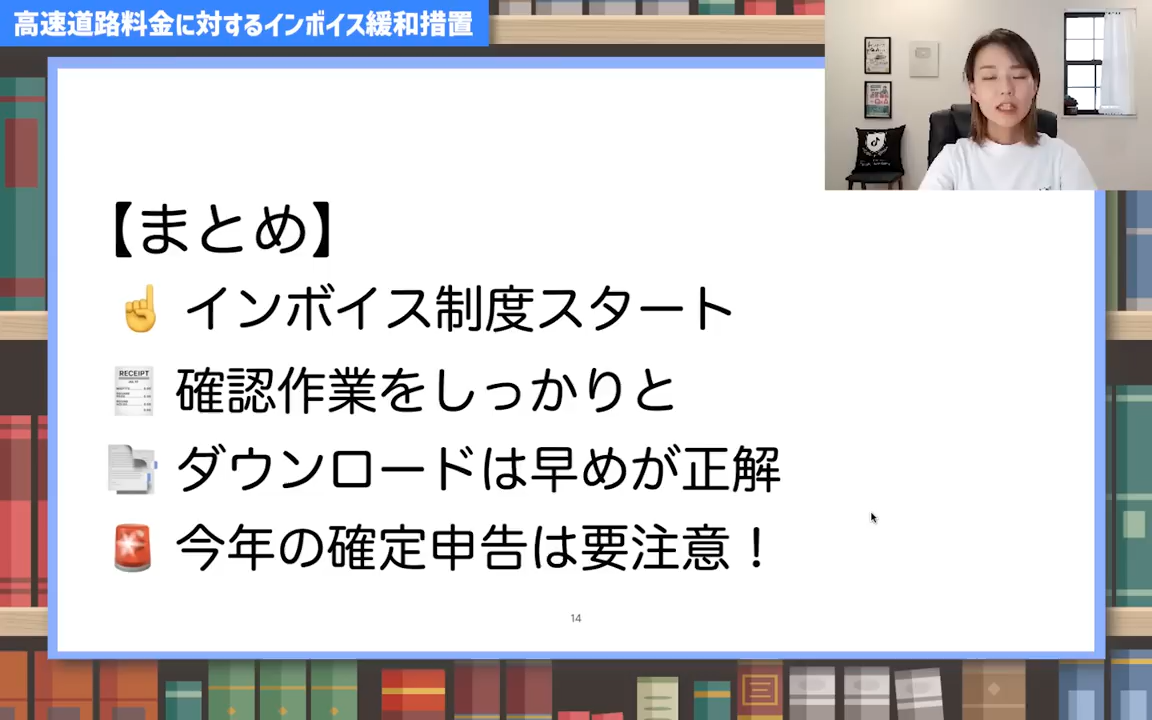 高速道路料金に対するインボイス緩和措置
【まとめ】
☝ インボイス制度スタート
RECEIPT
確認作業をしっかりと
ダウンロードは早めが正解
今年の確定申告は要注意！
14